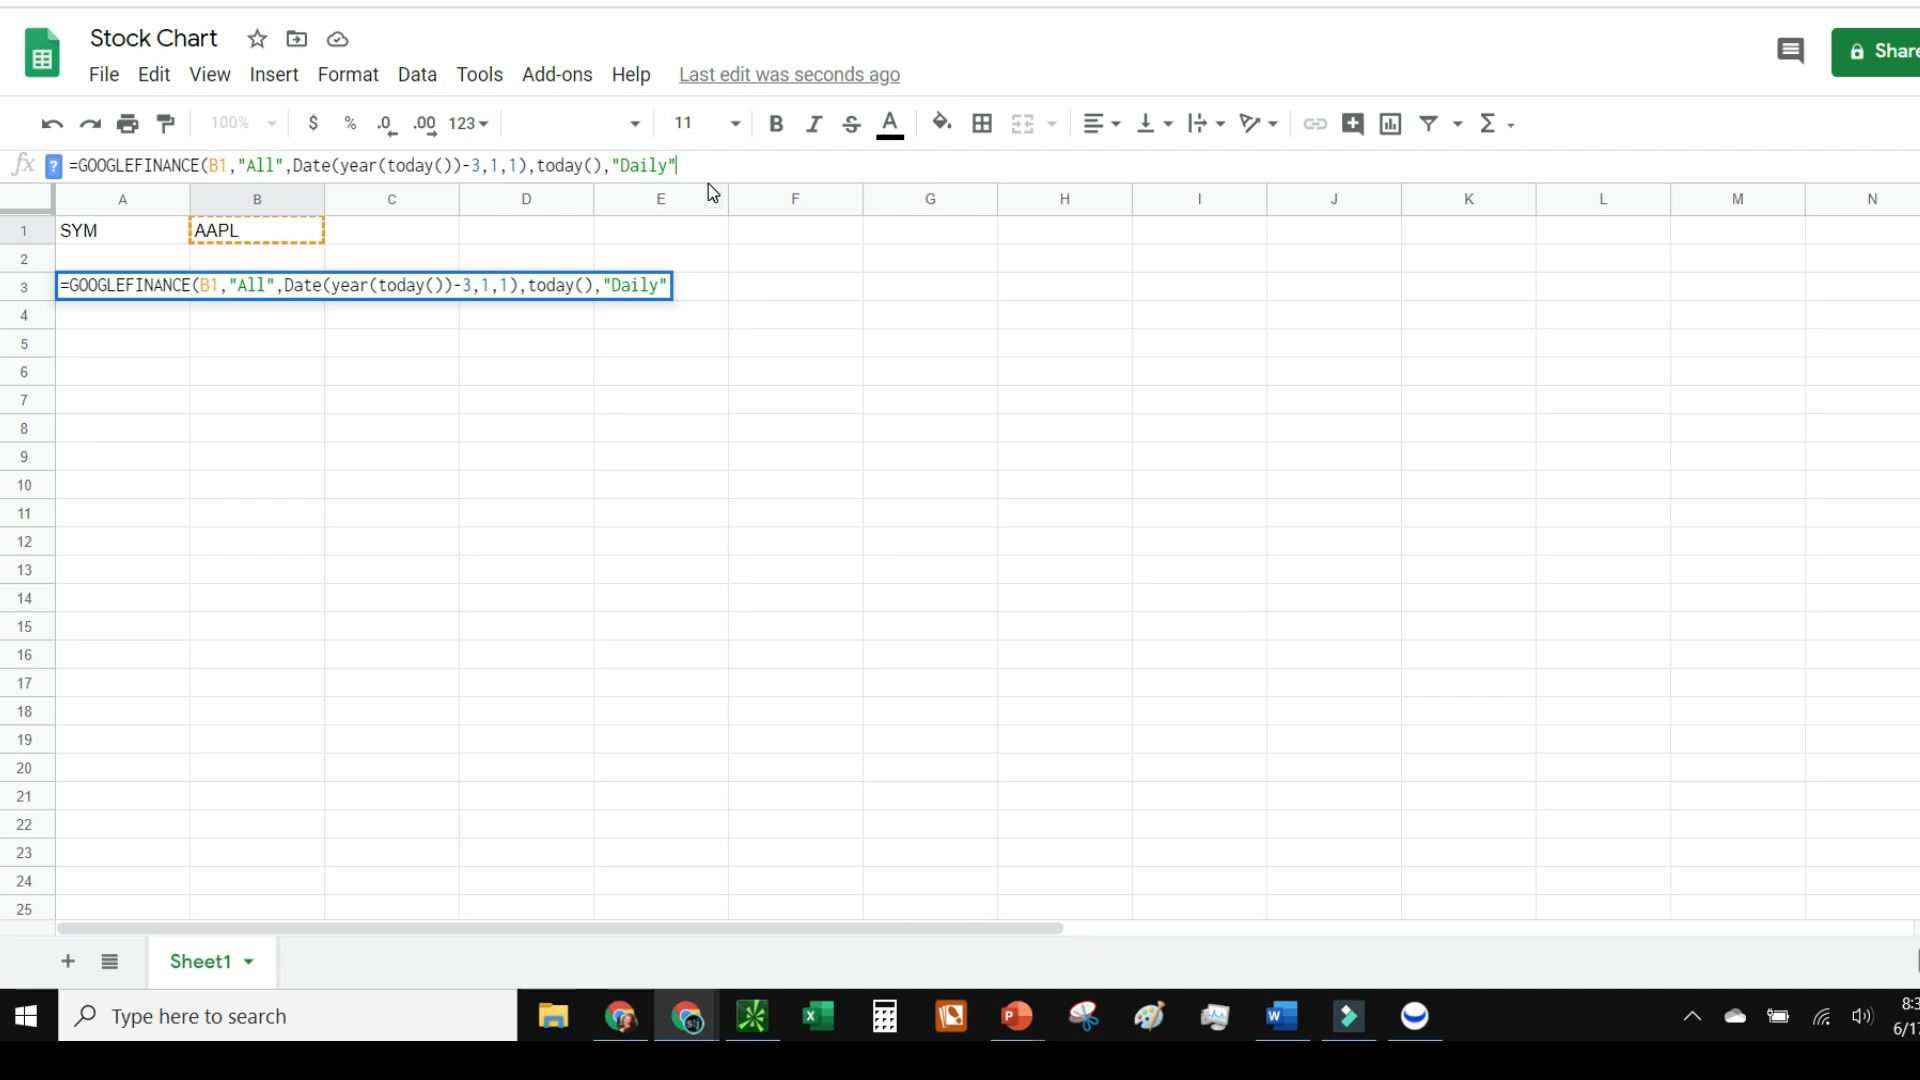 Stock Chart
File Edit View Insert Format Data Tools Add-ons Help Last edit was seconds ago
Share
100% $ % .0 .00 123 11 B I S A
fx ? =GOOGLEFINANCE(B1,"All",Date(year(today())-3,1,1),today(),"Daily"
A B C D E F G H I J K L M N
1 SYM AAPL
2
3 =GOOGLEFINANCE(B1,"All",Date(year(today())-3,1,1),today(),"Daily"
4
5
6
7
8
9
10
11
12
13
14
15
16
17
18
19
20
21
22
23
24
25
Sheet1
Type here to search
8:3
6/17